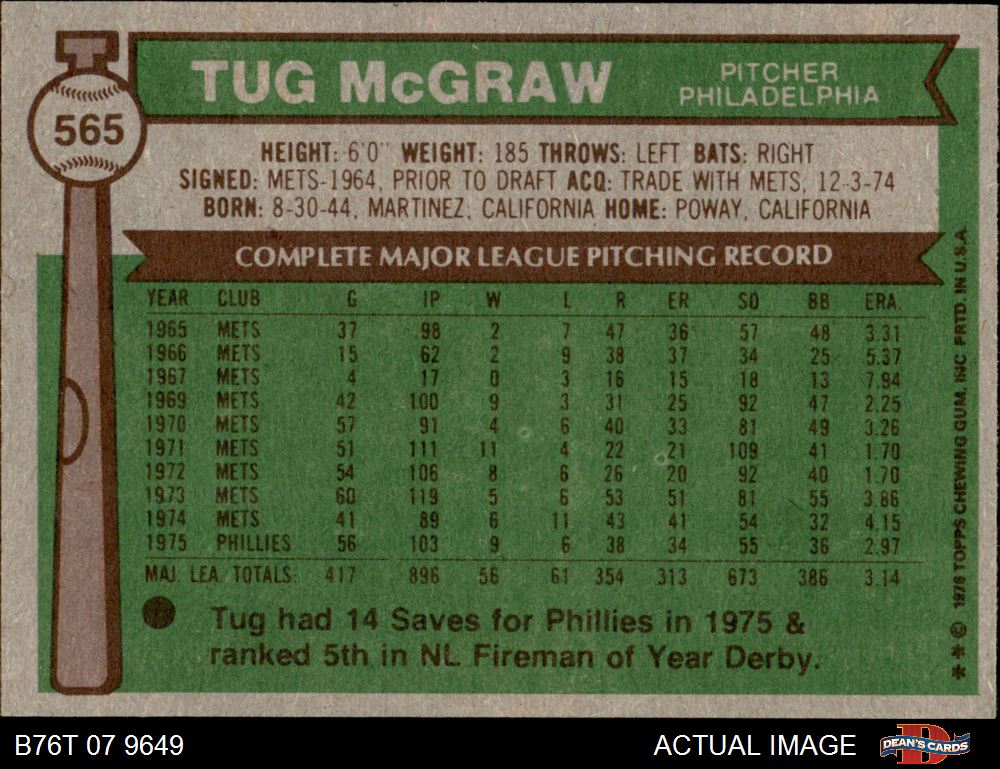 TUG McGRAW
PITCHER
PHILADELPHIA
565
HEIGHT: 6'0" WEIGHT: 185 THROWS: LEFT BATS: RIGHT
SIGNED: METS-1964, PRIOR TO DRAFT ACQ: TRADE WITH METS, 12-3-74
BORN: 8-30-44, MARTINEZ, CALIFORNIA HOME: POWAY, CALIFORNIA
COMPLETE MAJOR LEAGUE PITCHING RECORD
YEAR CLUB G IP W L R ER SO BB ERA.
1965 METS 37 98 2 7 47 36 57 48 3.31
1966 METS 15 62 2 9 38 37 34 25 5.37
1967 METS 4 17 0 3 16 15 18 13 7.94
1969 METS 42 100 9 3 31 25 92 47 2.25
1970 METS 57 91 4 6 40 33 81 49 3.26
1971 METS 51 111 11 4 22 21 109 41 1.70
1972 METS 54 106 8 6 26 20 92 40 1.70
1973 METS 60 119 5 6 53 51 81 55 3.86
1974 METS 41 89 6 11 43 41 54 32 4.15
1975 PHILLIES 56 103 9 6 38 34 55 36 2.97
MAJ. LEA. TOTALS: 417 896 56 61 354 313 673 386 3.14
Tug had 14 Saves for Phillies in 1975 &
ranked 5th in NL Fireman of Year Derby.
* * © 1976 TOPPS CHEWING GUM, INC PRTD. IN U.S.A.
B76T 07 9649
ACTUAL IMAGE
DEAN'S CARDS